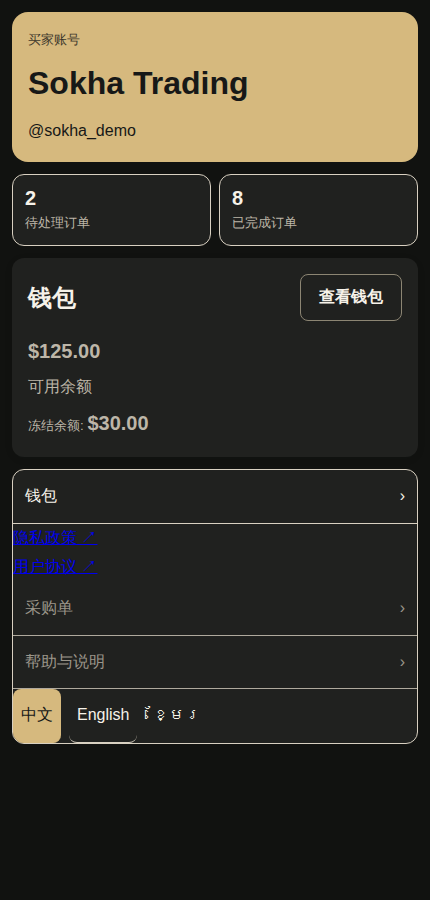 买家账号
Sokha Trading
@sokha_demo
2
待处理订单
8
已完成订单
钱包
查看钱包
$125.00
可用余额
冻结余额: $30.00
钱包 ›
隐私政策 ↗
用户协议 ↗
采购单 ›
帮助与说明 ›
中文 English ខ្មែរ